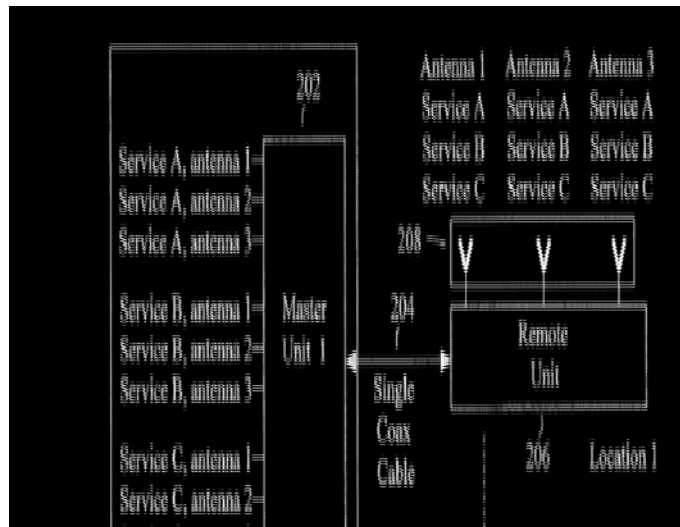 202
Antenna 1 Antenna 2 Antenna 3
Service A Service A Service A
Service B Service B Service B
Service C Service C Service C
Service A, antenna 1
Service A, antenna 2
Service A, antenna 3
208
Service B, antenna 1
Service B, antenna 2
Service B, antenna 3
Master
Unit 1
204
Remote
Unit
Single
Coax
Cable
206
Location 1
Service C, antenna 1
Service C, antenna 2